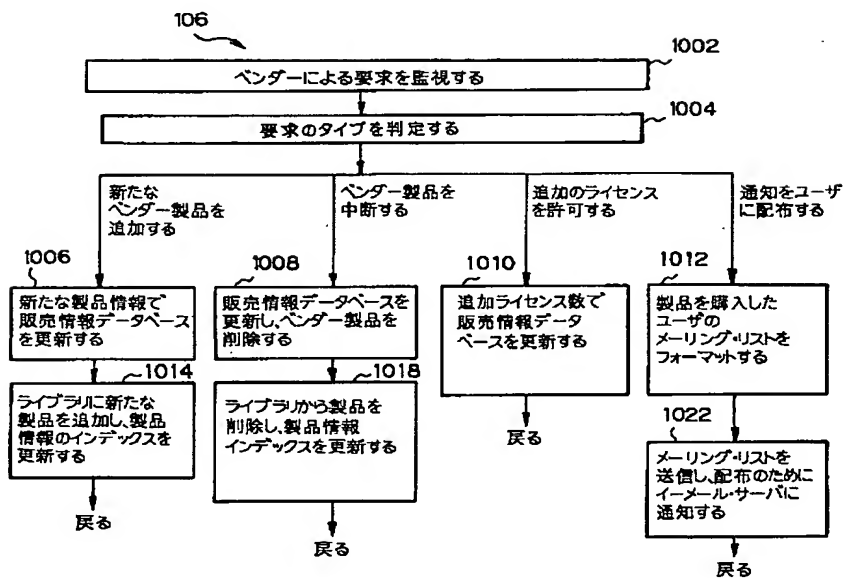 106
1002
ベンダーによる要求を監視する
1004
要求のタイプを判定する
新たな
ベンダー製品を
追加する
ベンダー製品を
中断する
追加のライセンス
を許可する
通知をユーザ
に配布する
1006
新たな製品情報で
販売情報データベース
を更新する
1008
販売情報データベースを
更新し、ベンダー製品を
削除する
1010
追加ライセンス数で
販売情報データ
ベースを更新する
戻る
1012
製品を購入した
ユーザの
メーリング・リストを
フォーマットする
1014
ライブラリに新たな
製品を追加し、製品
情報のインデックスを
更新する
戻る
1018
ライブラリから製品を
削除し、製品情報
インデックスを更新する
戻る
1022
メーリング・リストを
送信し、配布のために
イーメール・サーバに
通知する
戻る